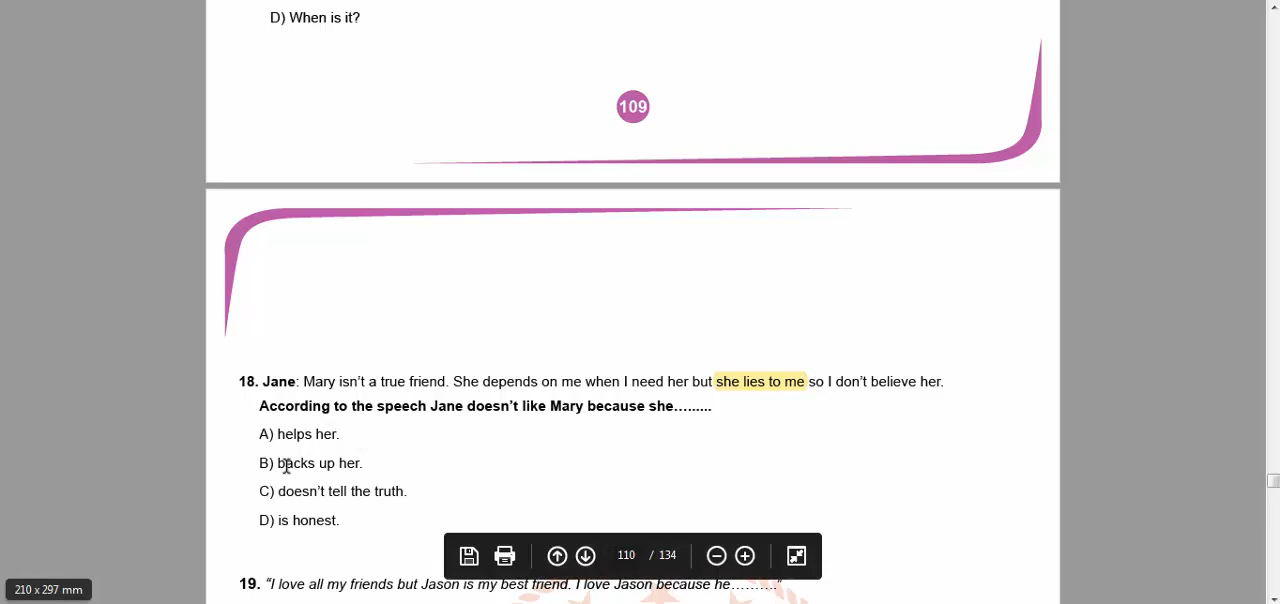 D) When is it?
109
18. Jane: Mary isn’t a true friend. She depends on me when I need her but she lies to me so I don’t believe her.
According to the speech Jane doesn’t like Mary because she….......
A) helps her.
B) backs up her.
C) doesn’t tell the truth.
D) is honest.
110 / 134
19. “I love all my friends but Jason is my best friend. I love Jason because he……….”
210 x 297 mm